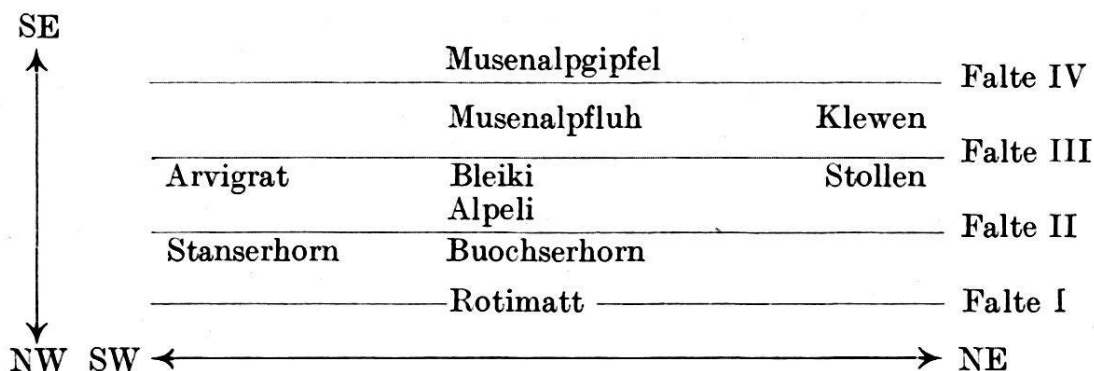 SE
Musenalpgipfel
Falte IV
Musenalpfluh Klewen
Falte III
Arvigrat Bleiki Stollen
Alpeli
Falte II
Stanserhorn Buochserhorn
Rotimatt Falte I
NW SW NE